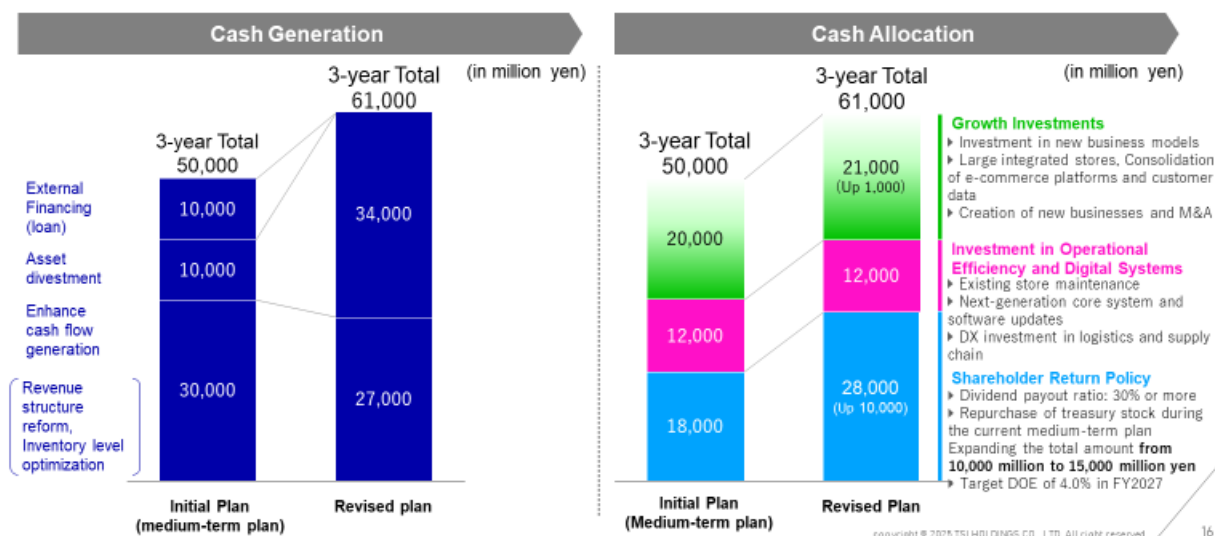 Cash Generation
3-year Total
61,000
(in million yen)
3-year Total
50,000
External
Financing
(loan)
10,000
34,000
Asset
divestment
10,000
Enhance
cash flow
generation
30,000
27,000
Revenue
structure
reform,
Inventory level
optimization
Initial Plan
(medium-term plan)
Revised plan
Cash Allocation
3-year Total
61,000
(in million yen)
3-year Total
50,000
20,000
21,000
(Up 1,000)
12,000
12,000
18,000
28,000
(Up 10,000)
Initial Plan
(Medium-term plan)
Revised Plan
Growth Investments
Investment in new business models
Large integrated stores, Consolidation
of e-commerce platforms and customer
data
Creation of new businesses and M&A
Investment in Operational
Efficiency and Digital Systems
Existing store maintenance
Next-generation core system and
software updates
DX investment in logistics and supply
chain
Shareholder Return Policy
Dividend payout ratio: 30% or more
Repurchase of treasury stock during
the current medium-term plan
Expanding the total amount from
10,000 million to 15,000 million yen
Target DOE of 4.0% in FY2027
copyright © 2025 TSI HOLDINGS CO., LTD. All right reserved
16